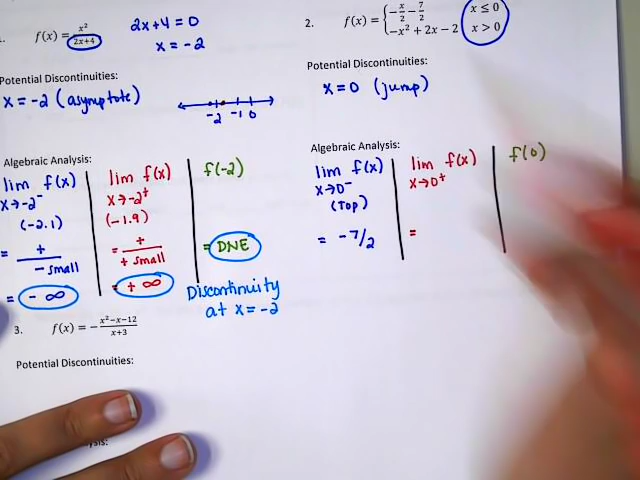 f(x) = x²/2x+4
2x+4 = 0
x = -2
Potential Discontinuities:
x = -2 (asymptote)
-2 -1 0
Algebraic Analysis:
lim f(x) x→-2⁻
(-2.1)
= +/- small
= - ∞
lim f(x) x→-2⁺
(-1.9)
= +/+ small
= + ∞
f(-2)
= DNE
Discontinuity
at x = -2
2. f(x) = { -x/2 - 7/2 x ≤ 0
-x² + 2x - 2 x > 0
Potential Discontinuities:
x = 0 (jump)
Algebraic Analysis:
lim f(x) x→0⁻
(Top)
= -7/2
lim f(x) x→0⁺
=
f(0)
3. f(x) = - x²-x-12/x+3
Potential Discontinuities: